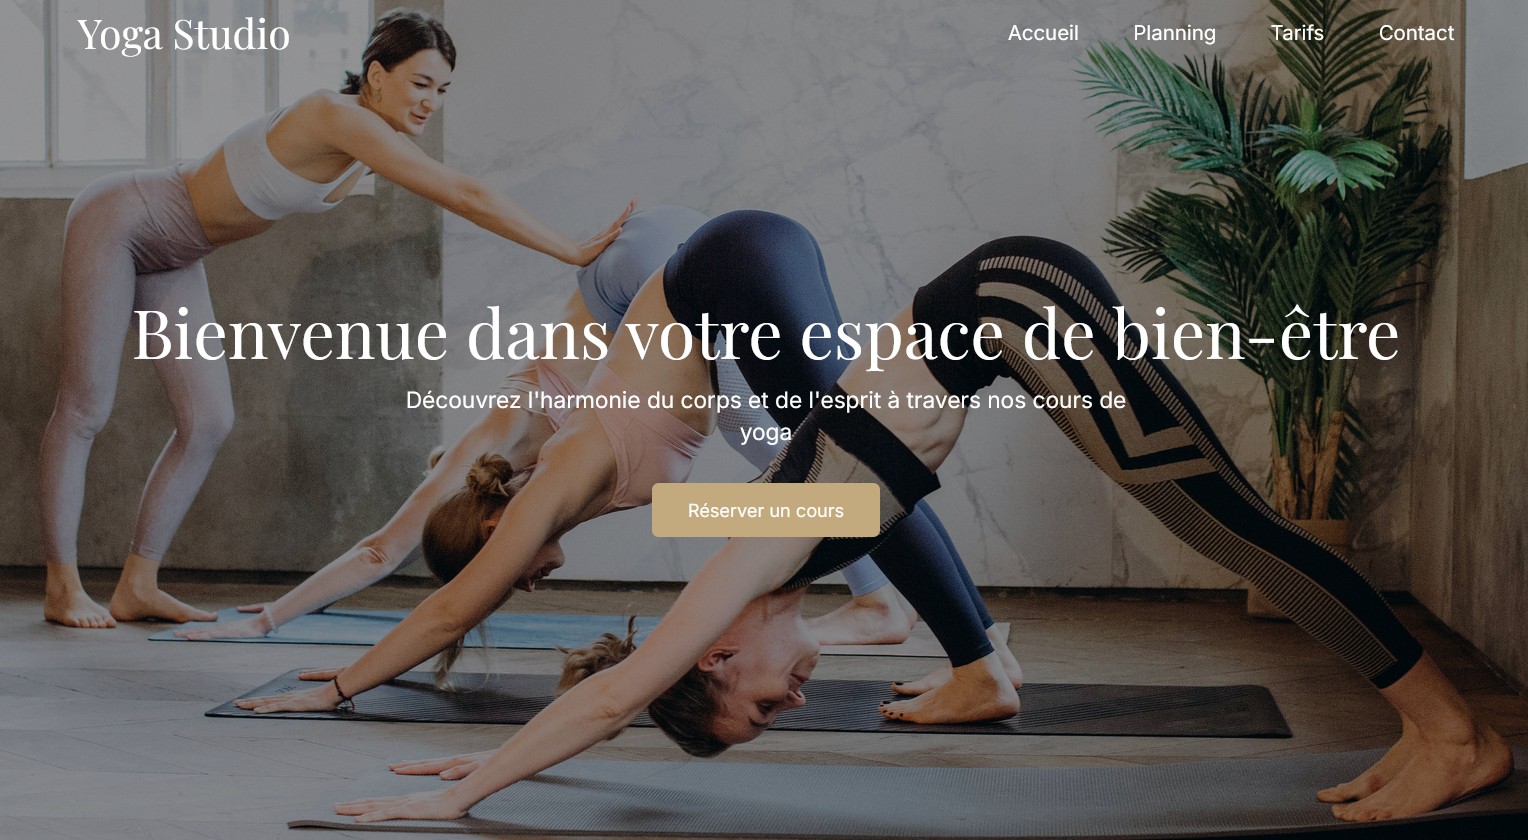 Yoga Studio
Accueil Planning Tarifs Contact
Bienvenue dans votre espace de bien-être
Découvrez l'harmonie du corps et de l'esprit à travers nos cours de
yoga
Réserver un cours